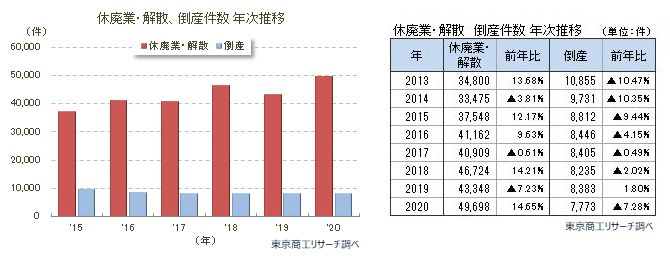 休廃業・解散、倒産件数 年次推移
(件)
休廃業・解散 倒産
60,000
50,000
40,000
30,000
20,000
10,000
0
'15 '16 '17 '18 '19 '20
(年)
東京商工リサーチ調べ
休廃業・解散 倒産件数 年次推移 (単位:件)
年 休廃業・解散 前年比 倒産 前年比
2013 34,800 13.68% 10,855 ▲10.47%
2014 33,475 ▲3.81% 9,731 ▲10.35%
2015 37,548 12.17% 8,812 ▲9.44%
2016 41,162 9.63% 8,446 ▲4.15%
2017 40,909 ▲0.61% 8,405 ▲0.49%
2018 46,724 14.21% 8,235 ▲2.02%
2019 43,348 ▲7.23% 8,383 1.80%
2020 49,698 14.65% 7,773 ▲7.28%
東京商工リサーチ調べ